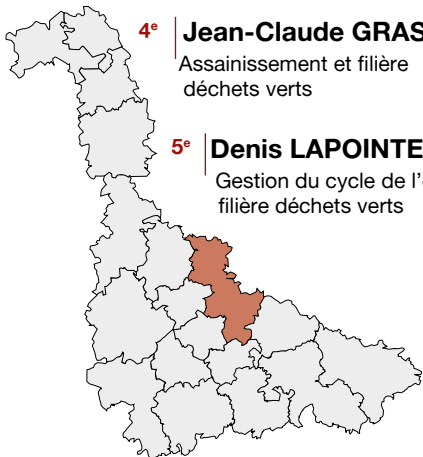 4e Jean-Claude GRAS
Assainissement et filière
déchets verts
5e Denis LAPOINTE
Gestion du cycle de l'
filière déchets verts